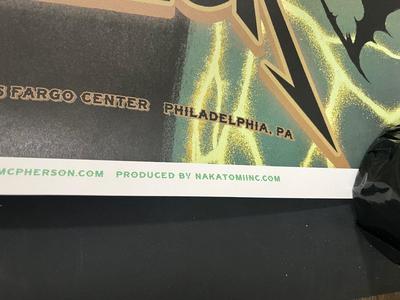 S FARGO CENTER PHILADELPHIA, PA
MCPHERSON.COM PRODUCED BY NAKATOMIINC.COM